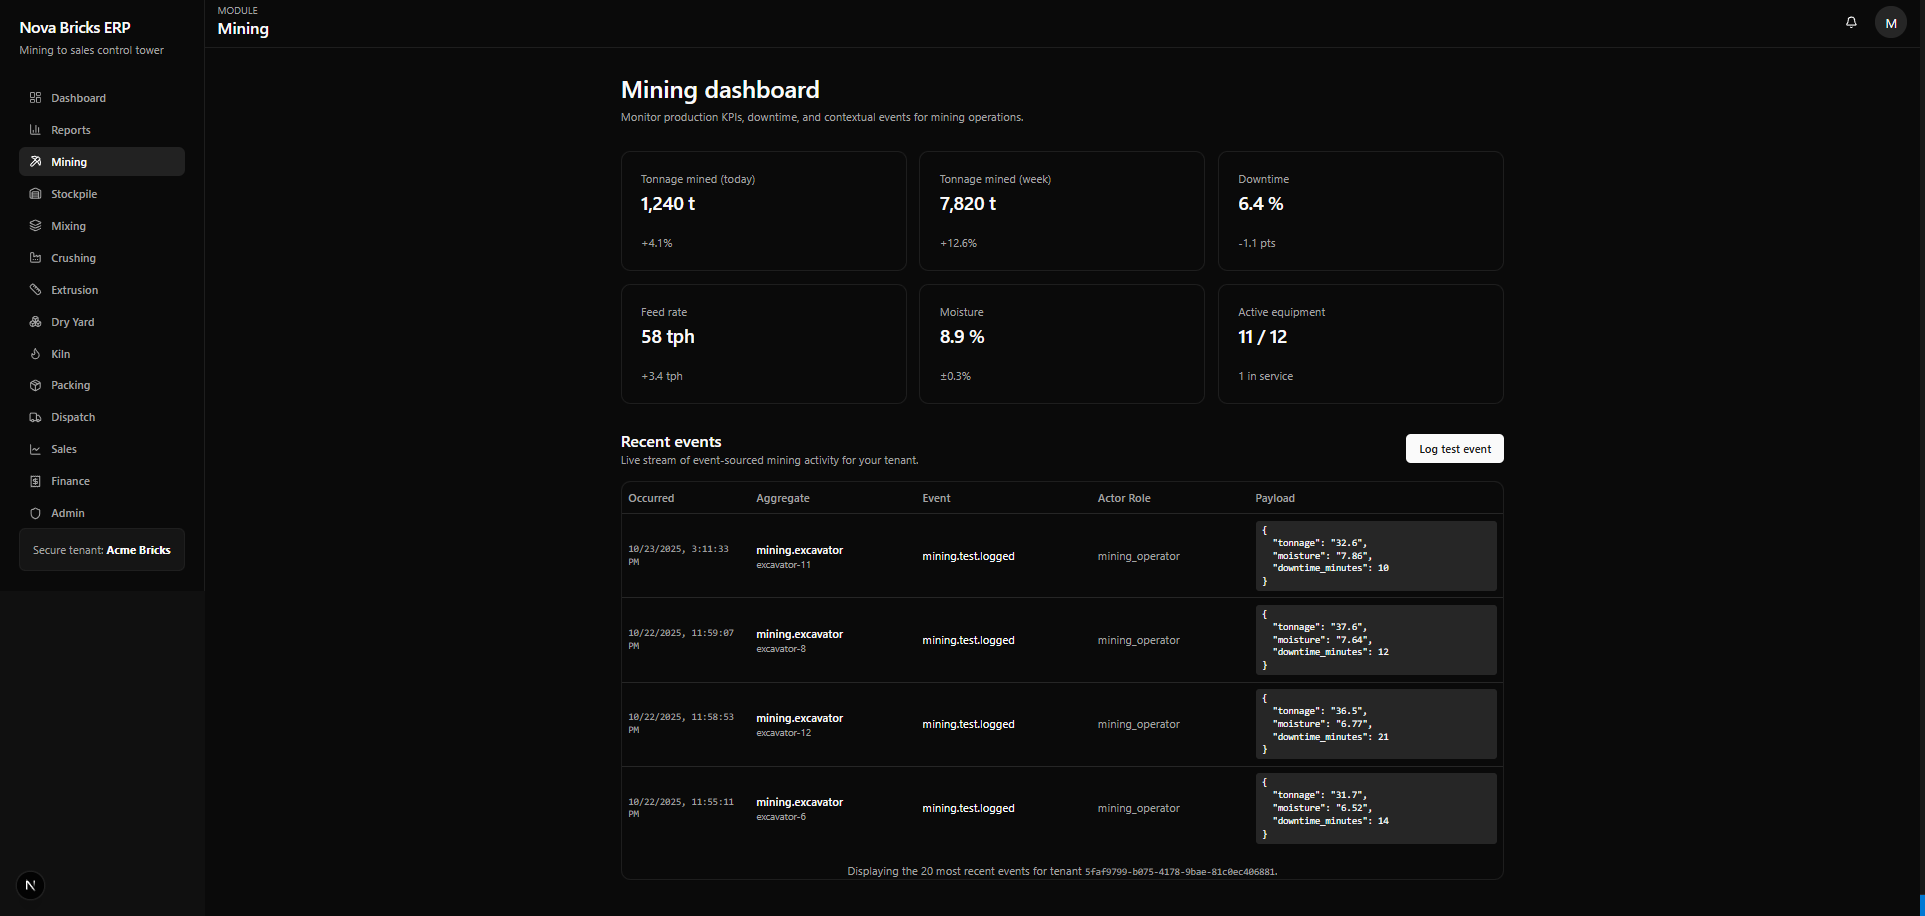 Nova Bricks ERP
Mining to sales control tower
Dashboard
Reports
Mining
Stockpile
Mixing
Crushing
Extrusion
Dry Yard
Kiln
Packing
Dispatch
Sales
Finance
Admin
Secure tenant: Acme Bricks
N
MODULE
Mining
M
Mining dashboard
Monitor production KPIs, downtime, and contextual events for mining operations.
Tonnage mined (today)
1,240 t
+4.1%
Tonnage mined (week)
7,820 t
+12.6%
Downtime
6.4 %
-1.1 pts
Feed rate
58 tph
+3.4 tph
Moisture
8.9 %
±0.3%
Active equipment
11 / 12
1 in service
Recent events
Live stream of event-sourced mining activity for your tenant.
Log test event
Occurred Aggregate Event Actor Role Payload
10/23/2025, 3:11:33
PM
mining.excavator
excavator-11
mining.test.logged
mining_operator
{
"tonnage": "32.6",
"moisture": "7.86",
"downtime_minutes": 10
}
10/22/2025, 11:59:07
PM
mining.excavator
excavator-8
mining.test.logged
mining_operator
{
"tonnage": "37.6",
"moisture": "7.64",
"downtime_minutes": 12
}
10/22/2025, 11:58:53
PM
mining.excavator
excavator-12
mining.test.logged
mining_operator
{
"tonnage": "36.5",
"moisture": "6.77",
"downtime_minutes": 21
}
10/22/2025, 11:55:11
PM
mining.excavator
excavator-6
mining.test.logged
mining_operator
{
"tonnage": "31.7",
"moisture": "6.52",
"downtime_minutes": 14
}
Displaying the 20 most recent events for tenant 5faf9799-b075-4178-9bae-81c0ec406881.